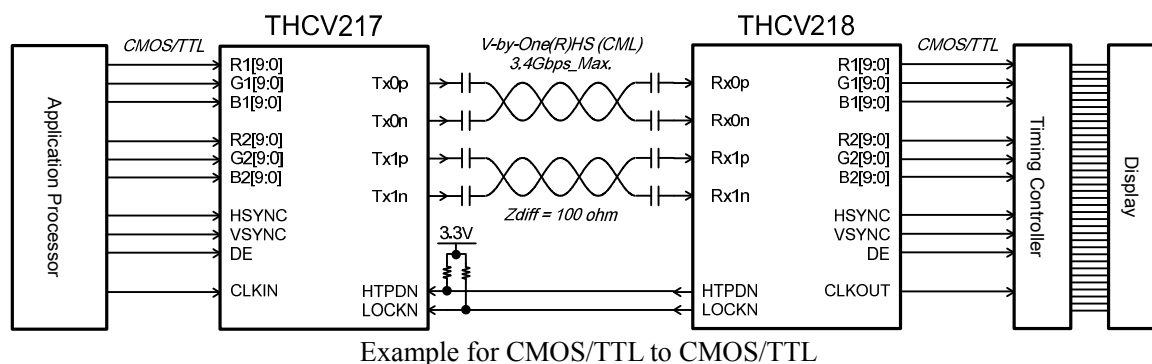 THCV217
THCV218
CMOS/TTL
V-by-One(R)HS (CML)
3.4Gbps_Max.
CMOS/TTL
Application Processor
R1[9:0]
G1[9:0]
B1[9:0]
R2[9:0]
G2[9:0]
B2[9:0]
HSYNC
VSYNC
DE
CLKIN
Tx0p
Tx0n
Tx1p
Tx1n
HTPDN
LOCKN
3.3V
Zdiff = 100 ohm
Rx0p
Rx0n
Rx1p
Rx1n
HTPDN
LOCKN
R1[9:0]
G1[9:0]
B1[9:0]
R2[9:0]
G2[9:0]
B2[9:0]
HSYNC
VSYNC
DE
CLKOUT
Timing Controller
Display
Example for CMOS/TTL to CMOS/TTL